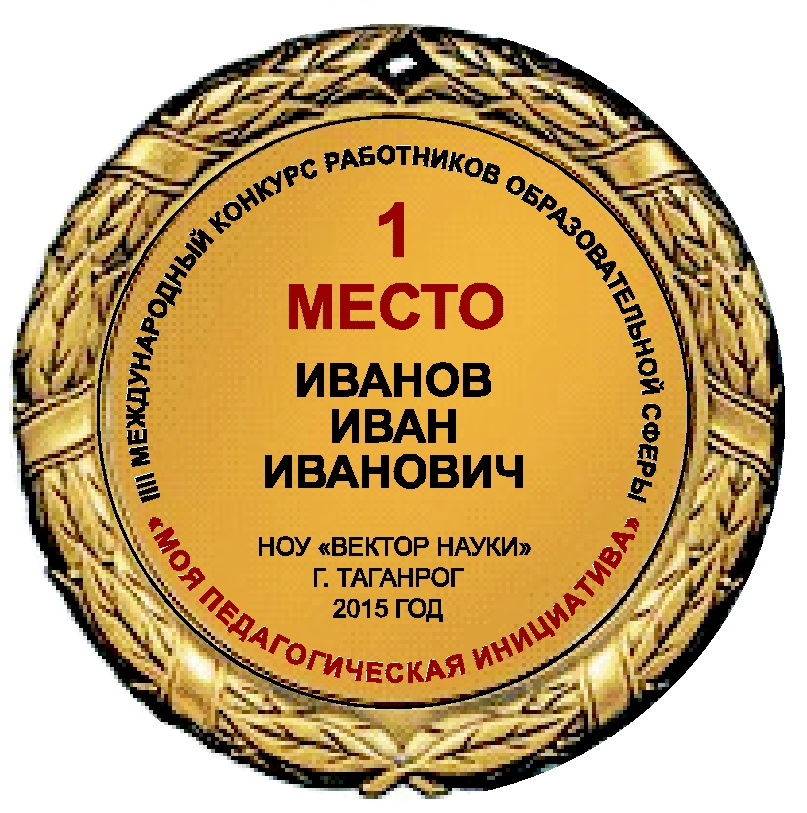 IIII МЕЖДУНАРОДНЫЙ КОНКУРС РАБОТНИКОВ ОБРАЗОВАТЕЛЬНОЙ СФЕРЫ
1
МЕСТО
ИВАНОВ
ИВАН
ИВАНОВИЧ
НОУ «ВЕКТОР НАУКИ»
Г. ТАГАНРОГ
2015 ГОД
«МОЯ ПЕДАГОГИЧЕСКАЯ ИНИЦИАТИВА»